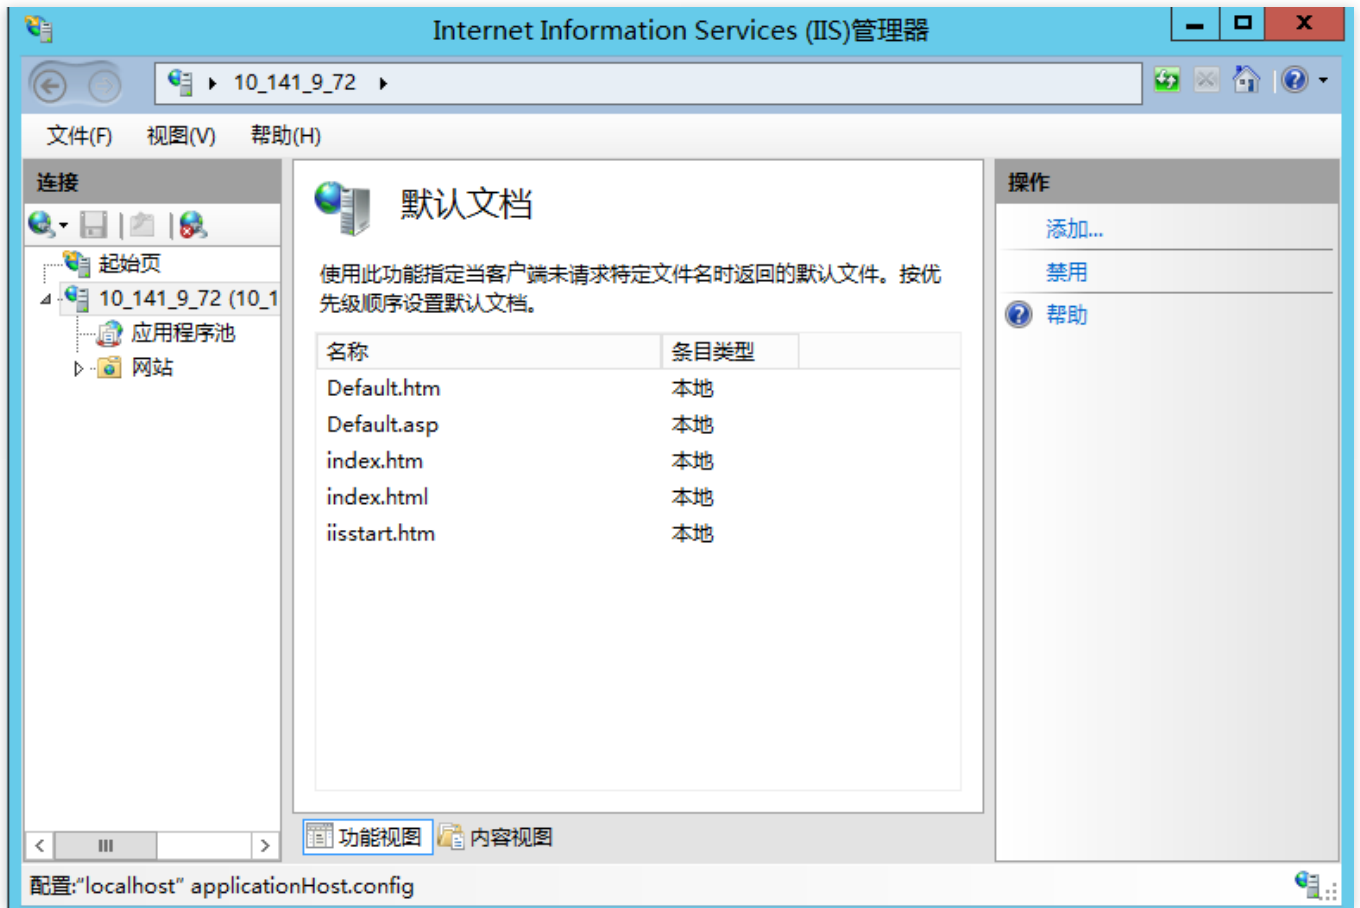 Internet Information Services (IIS)管理器
10_141_9_72
文件(F) 视图(V) 帮助(H)
连接
起始页
10_141_9_72 (10_1
应用程序池
网站
默认文档
使用此功能指定当客户端未请求特定文件名时返回的默认文件。按优
先级顺序设置默认文档。
名称 条目类型
Default.htm 本地
Default.asp 本地
index.htm 本地
index.html 本地
iisstart.htm 本地
功能视图 内容视图
操作
添加...
禁用
帮助
配置:"localhost" applicationHost.config